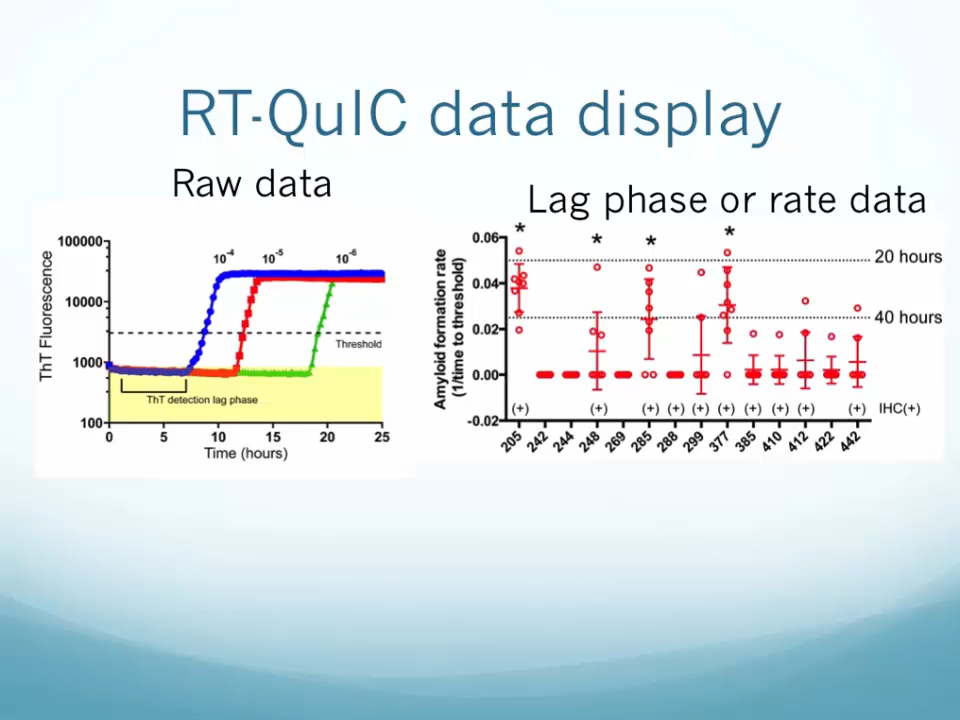 RT-QuIC data display
Raw data
Lag phase or rate data
ThT Fluorescence
100000
10000
1000
100
10-4
10-5
10-6
Threshold
ThT detection lag phase
0 5 10 15 20 25
Time (hours)
Amyloid formation rate
(1/time to threshold)
0.06
0.04
0.02
0.00
-0.02
* * * *
20 hours
40 hours
(+) (+) (+) (+) (+) (+) (+) (+) (+) (+) IHC(+)
205 242 244 248 269 285 288 299 377 385 410 412 422 442